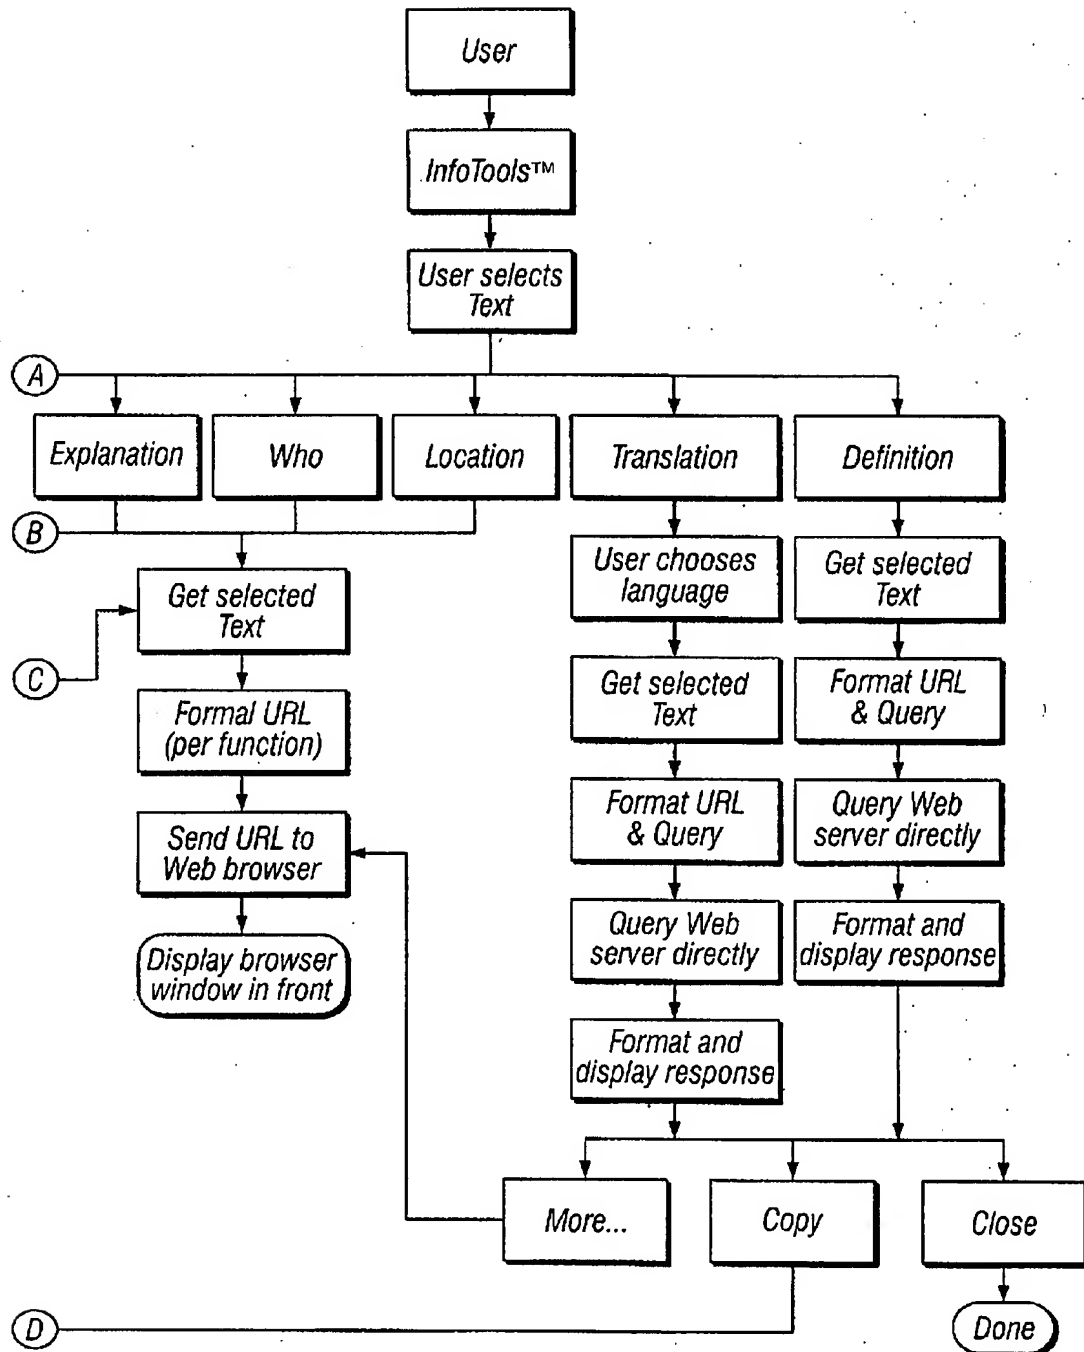 User
InfoTools™
User selects
Text
A
Explanation
Who
Location
Translation
Definition
B
Get selected
Text
User chooses
language
Get selected
Text
C
Formal URL
(per function)
Get selected
Text
Format URL
& Query
Send URL to
Web browser
Format URL
& Query
Query Web
server directly
Display browser
window in front
Query Web
server directly
Format and
display response
Format and
display response
More...
Copy
Close
D
Done